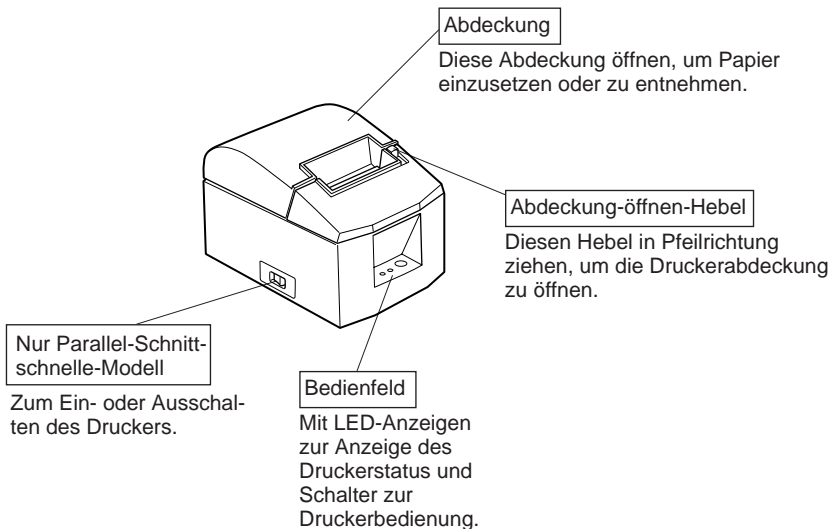 Abdeckung
Diese Abdeckung öffnen, um Papier
einzusetzen oder zu entnehmen.
Abdeckung-öffnen-Hebel
Diesen Hebel in Pfeilrichtung
ziehen, um die Druckerabdeckung
zu öffnen.
Nur Parallel-Schnitt-
schnelle-Modell
Zum Ein- oder Ausschal-
ten des Druckers.
Bedienfeld
Mit LED-Anzeigen
zur Anzeige des
Druckerstatus und
Schalter zur
Druckerbedienung.